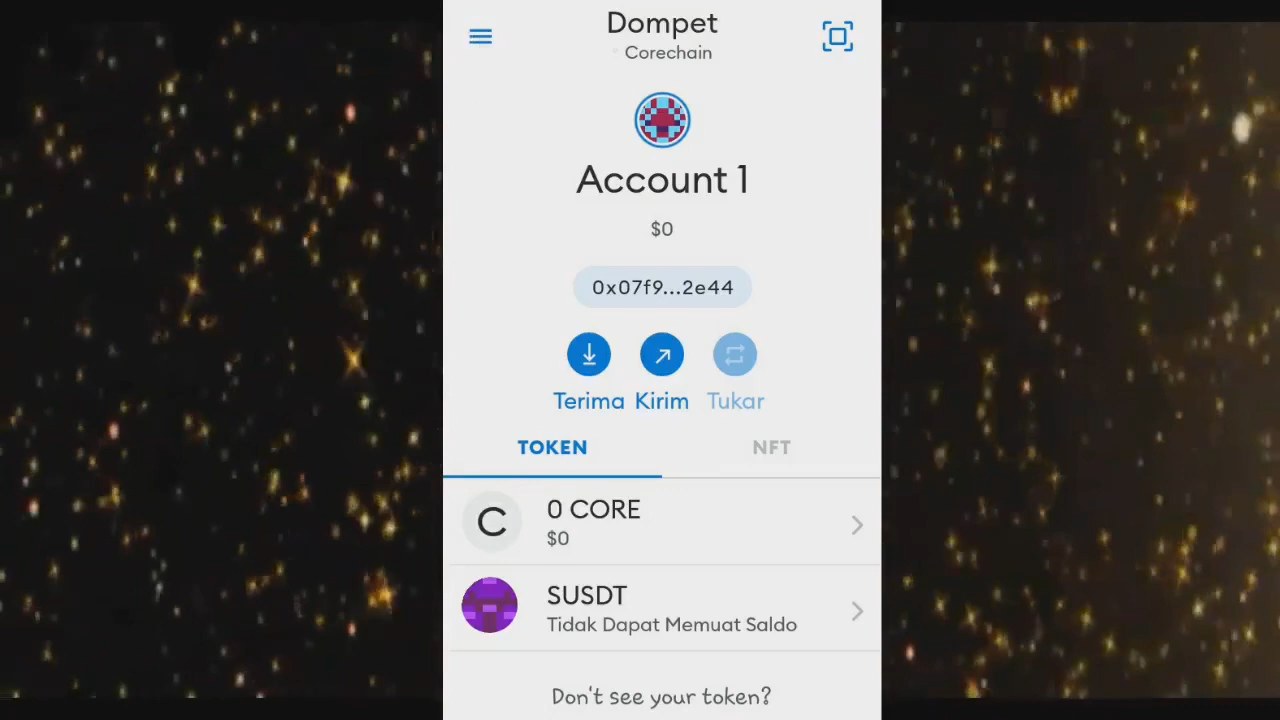 Dompet
Corechain
Account 1
$0
0x07f9...2e44
Terima Kirim Tukar
TOKEN NFT
C
0 CORE
$0
SUSDT
Tidak Dapat Memuat Saldo
Don't see your token?